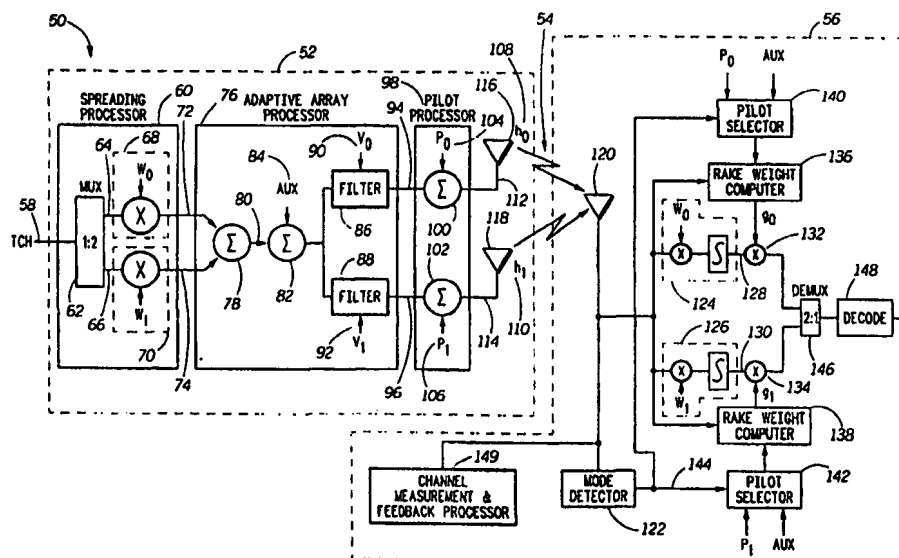 50
52
54
56
108
116
98
60
72
76
94
SPREADING
PROCESSOR
ADAPTIVE ARRAY
PROCESSOR
PILOT
PROCESSOR
68
64
58
MUX
W0
TCH
1:2
X
X
W1
62
66
70
74
84
AUX
80
Σ
78
Σ
82
90
V0
FILTER
86
88
FILTER
92
V1
96
104
P0
Σ
100
102
Σ
P1
106
h0
112
118
h1
114
110
120
P0
AUX
PILOT
SELECTOR
140
136
RAKE WEIGHT
COMPUTER
W0
g0
132
X
∫
X
124
128
DEMUX
148
2:1
DECODE
146
126
130
X
∫
X
W1
g1
134
RAKE WEIGHT
COMPUTER
138
149
CHANNEL
MEASUREMENT &
FEEDBACK PROCESSOR
MODE
DETECTOR
122
144
PILOT
SELECTOR
142
P1
AUX